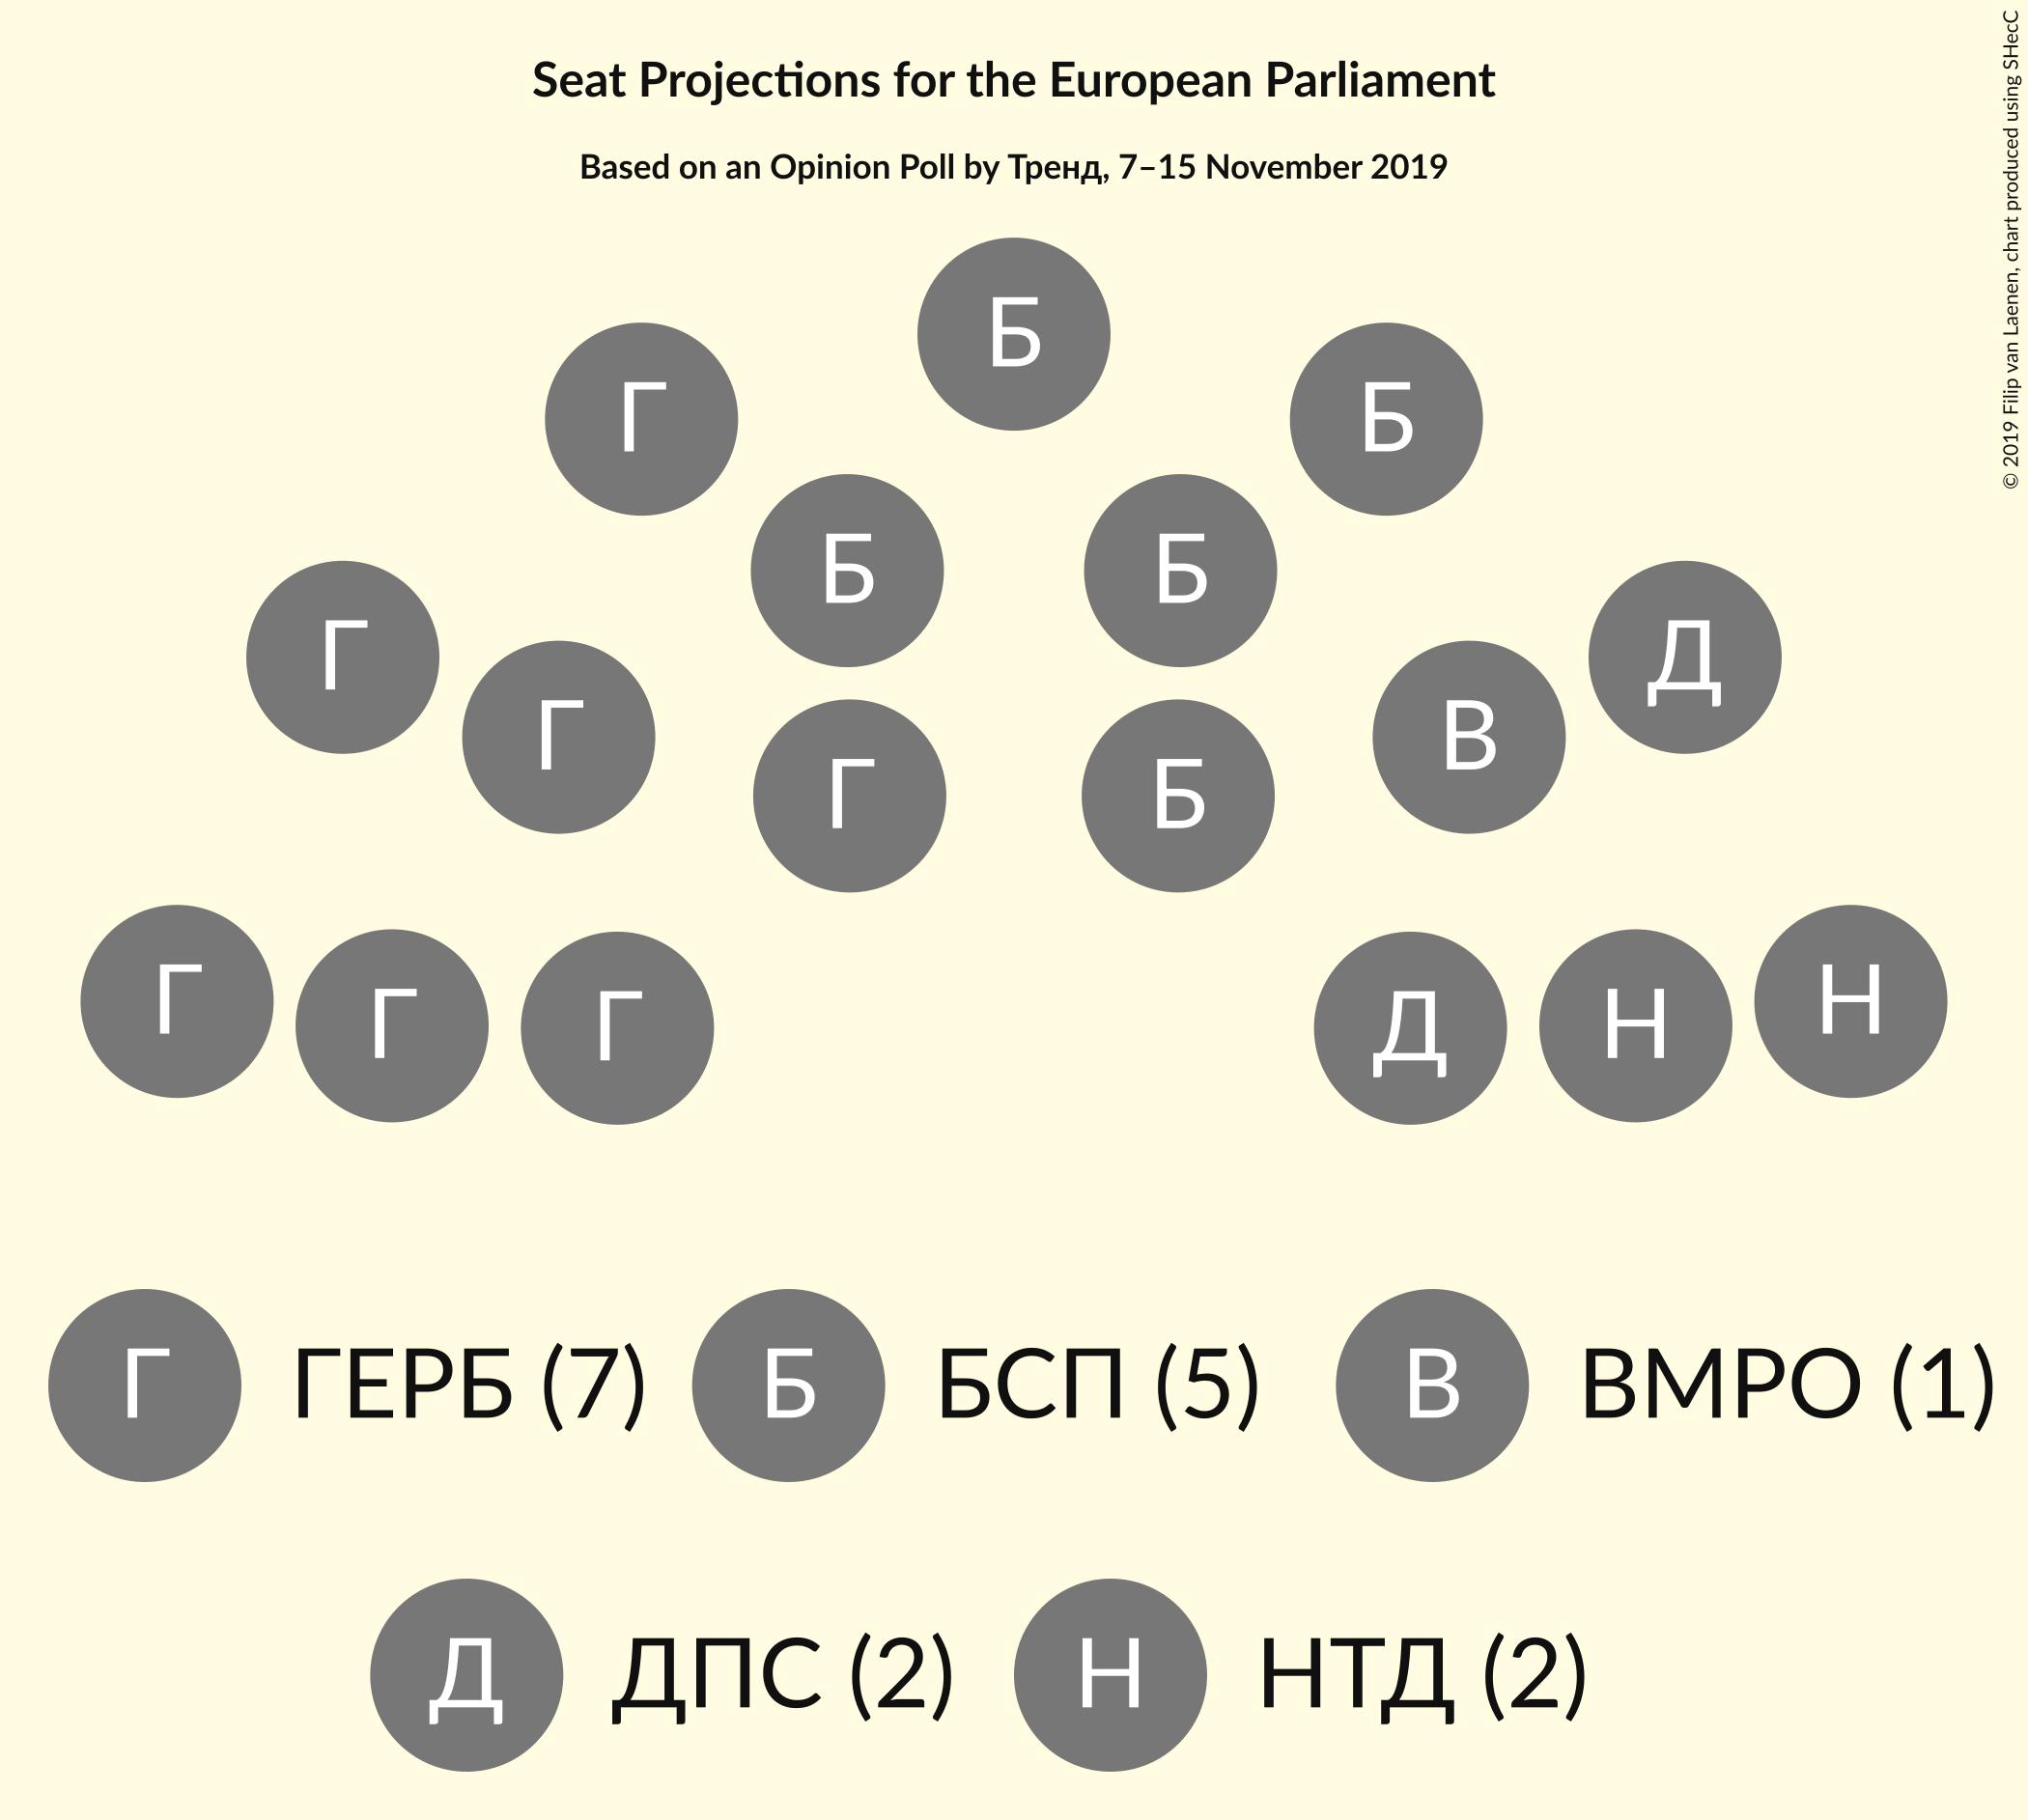 Seat Projections for the European Parliament
Based on an Opinion Poll by Тренд, 7–15 November 2019
© 2019 Filip van Laenen, chart produced using SHecC
Б
Г Б
Б Б
Г Д
Г В
Г Б
Г Г Г Д Н Н
Г ГЕРБ (7) Б БСП (5) В ВМРО (1)
Д ДПС (2) Н НТД (2)